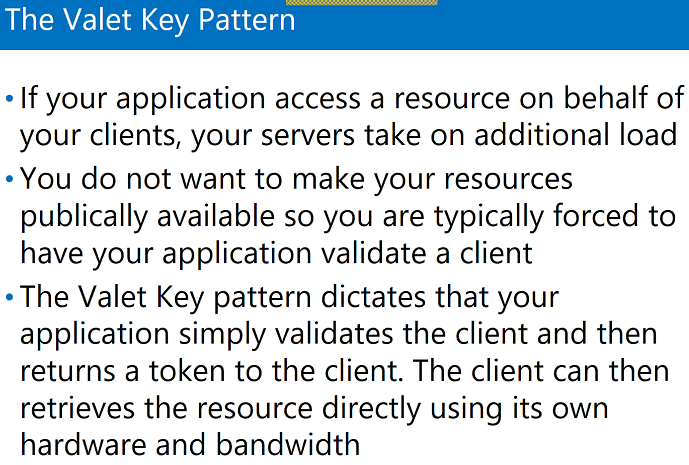 The Valet Key Pattern
• If your application access a resource on behalf of
your clients, your servers take on additional load
• You do not want to make your resources
publically available so you are typically forced to
have your application validate a client
• The Valet Key pattern dictates that your
application simply validates the client and then
returns a token to the client. The client can then
retrieves the resource directly using its own
hardware and bandwidth